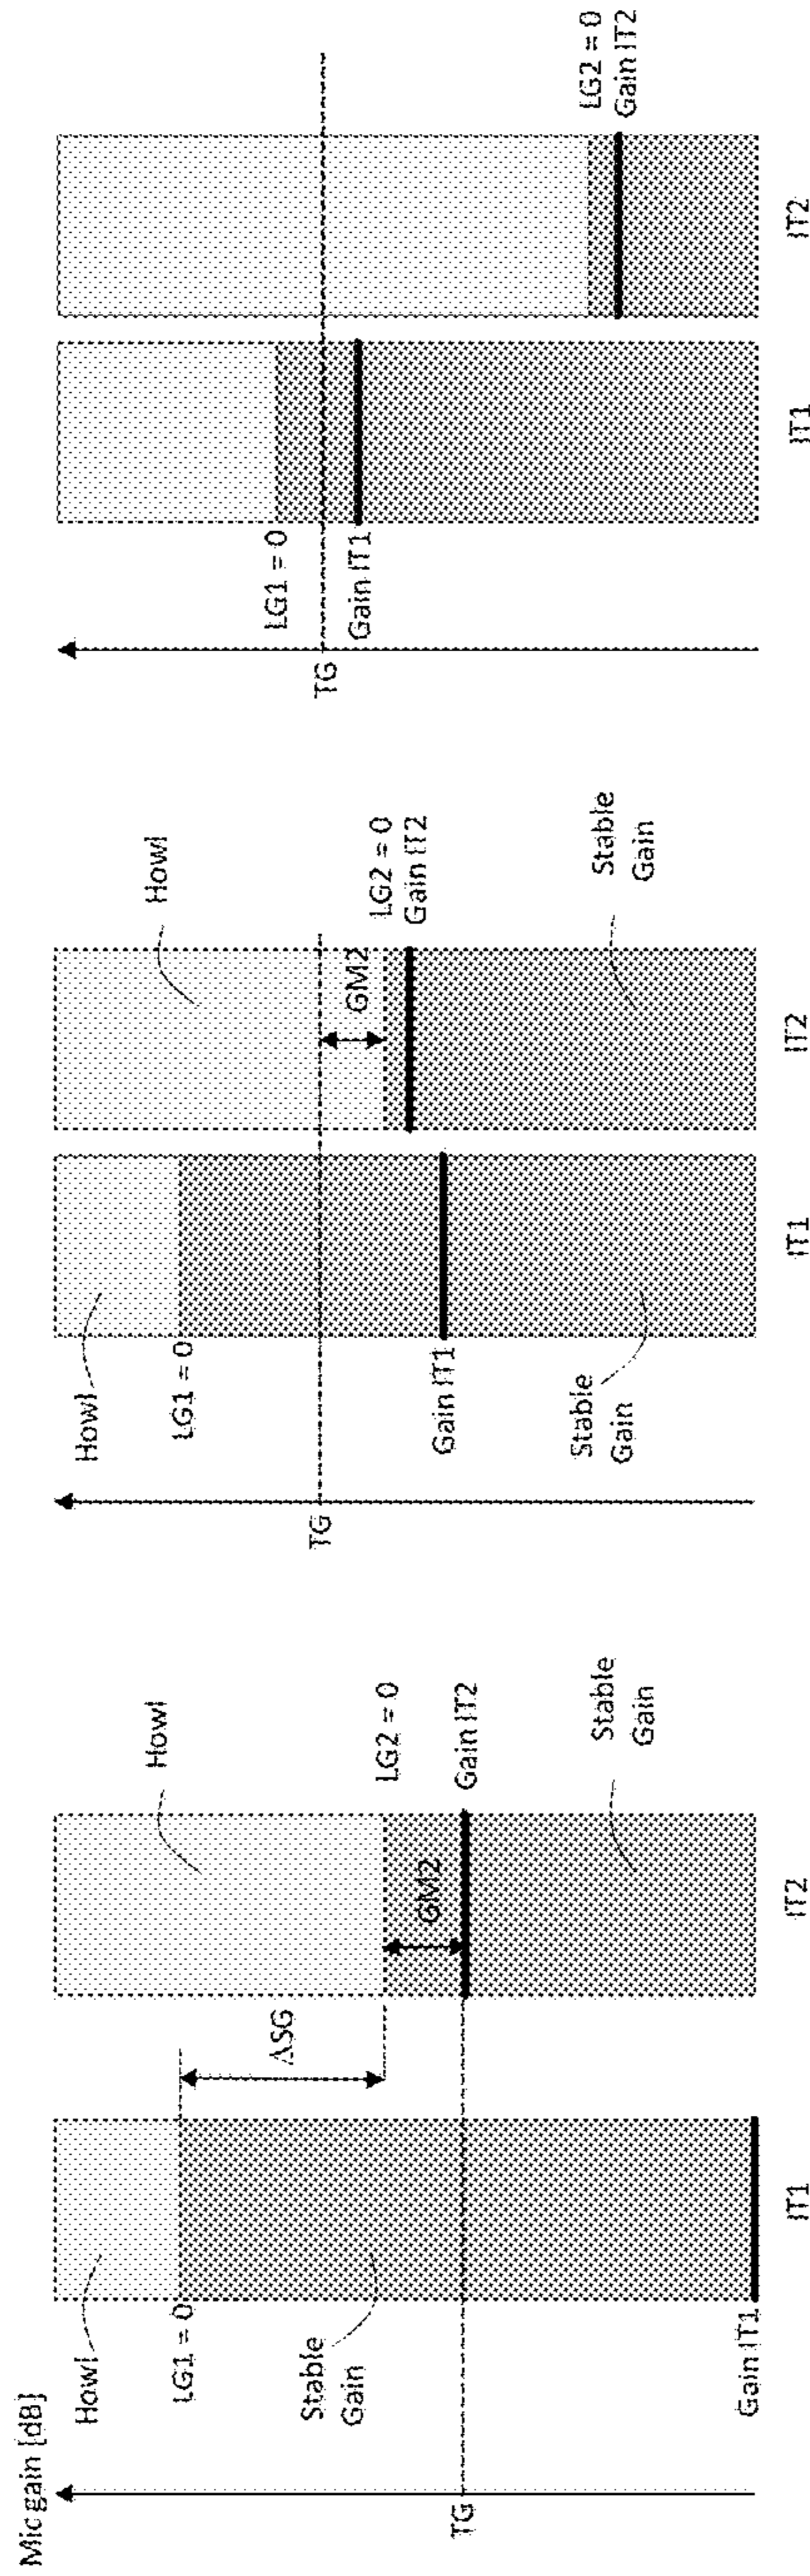 Mic gain [dB]
Howl
LG1 = 0
Stable
Gain
TG
Gain IT1
IT1
ΔSG
Howl
LG2 = 0
GM2
Gain IT2
Stable
Gain
IT2
Howl
LG1 = 0
TG
Gain IT1
Stable
Gain
IT1
Howl
GM2
LG2 = 0
Gain IT2
Stable
Gain
IT2
LG1 = 0
TG
Gain IT1
IT1
LG2 = 0
Gain IT2
IT2